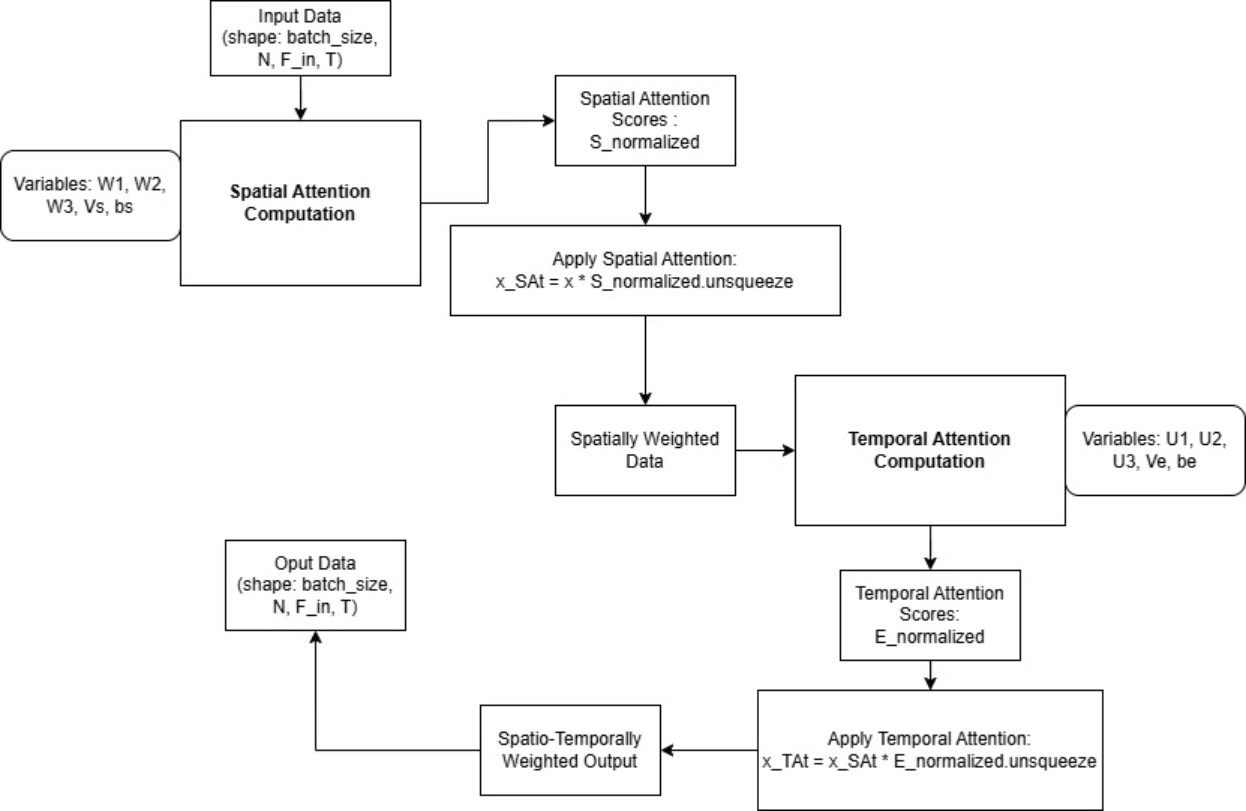 Input Data
(shape: batch_size,
N, F_in, T)
Variables: W1, W2,
W3, Vs, bs
Spatial Attention
Computation
Spatial Attention
Scores :
S_normalized
Apply Spatial Attention:
x_SAt = x * S_normalized.unsqueeze
Spatially Weighted
Data
Temporal Attention
Computation
Variables: U1, U2,
U3, Ve, be
Temporal Attention
Scores:
E_normalized
Apply Temporal Attention:
x_TAt = x_SAt * E_normalized.unsqueeze
Spatio-Temporally
Weighted Output
Oput Data
(shape: batch_size,
N, F_in, T)